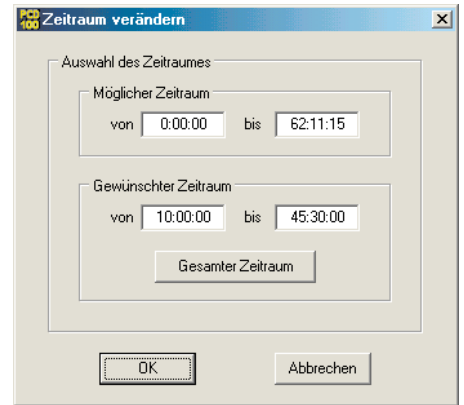 PCD 100 Zeitraum verändern
Auswahl des Zeitraumes
Möglicher Zeitraum
von 0:00:00 bis 62:11:15
Gewünschter Zeitraum
von 10:00:00 bis 45:30:00
Gesamter Zeitraum
OK Abbrechen